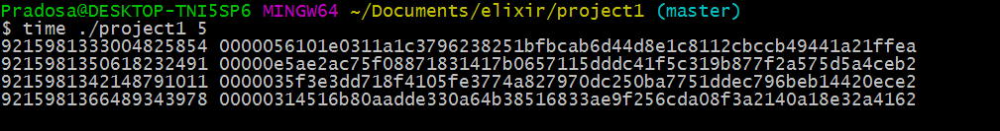 Pradosa@DESKTOP-TNI5SP6 MINGW64 ~/Documents/elixir/project1 (master)
$ time ./project1 5
9215981333004825854 0000056101e0311a1c3796238251bfbcab6d44d8e1c8112cbccb49441a21ffea
9215981350618232491 00000e5ae2ac75f08871831417b0657115dddc41f5c319b877f2a575d5a4ceb2
9215981342148791011 0000035f3e3dd718f4105fe3774a827970dc250ba7751ddec796beb14420ece2
9215981366489343978 00000314516b80aadde330a64b38516833ae9f256cda08f3a2140a18e32a4162